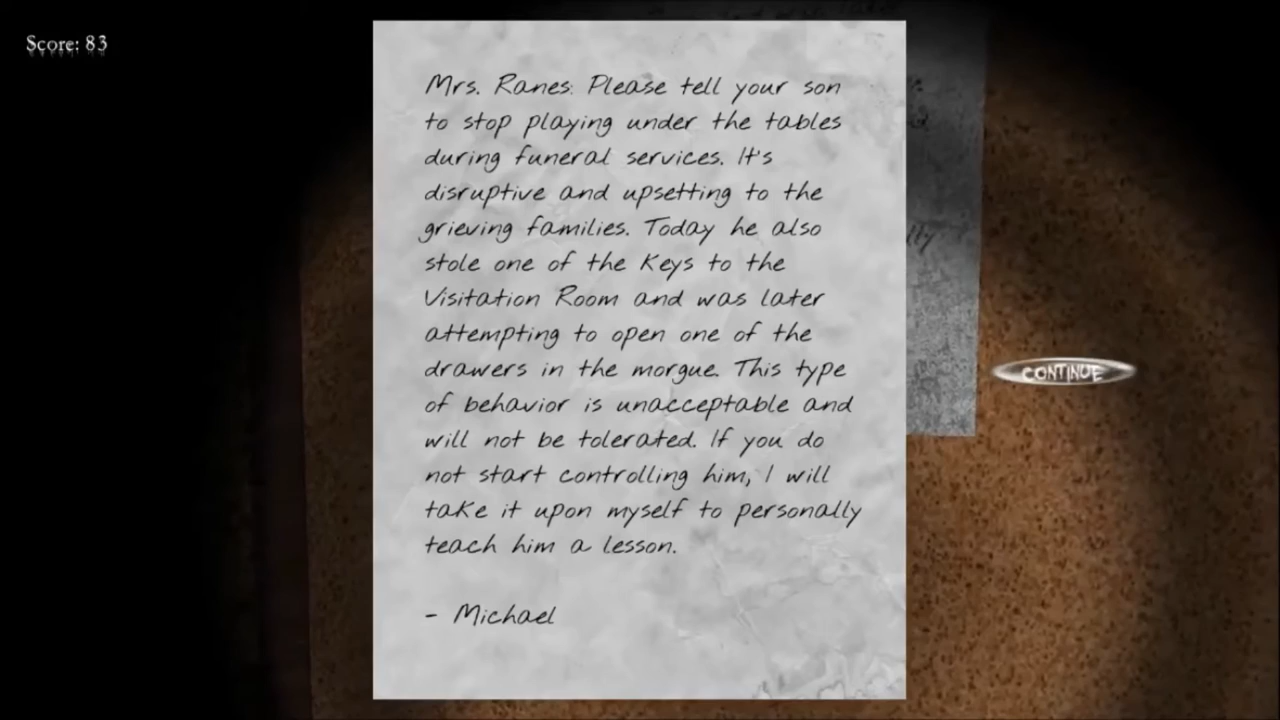 Score: 83
Mrs. Ranes: Please tell your son
to stop playing under the tables
during funeral services. It's
disruptive and upsetting to the
grieving families. Today he also
stole one of the keys to the
Visitation Room and was later
attempting to open one of the
drawers in the morgue. This type
of behavior is unacceptable and
will not be tolerated. If you do
not start controlling him, I will
take it upon myself to personally
teach him a lesson.
- Michael
CONTINUE